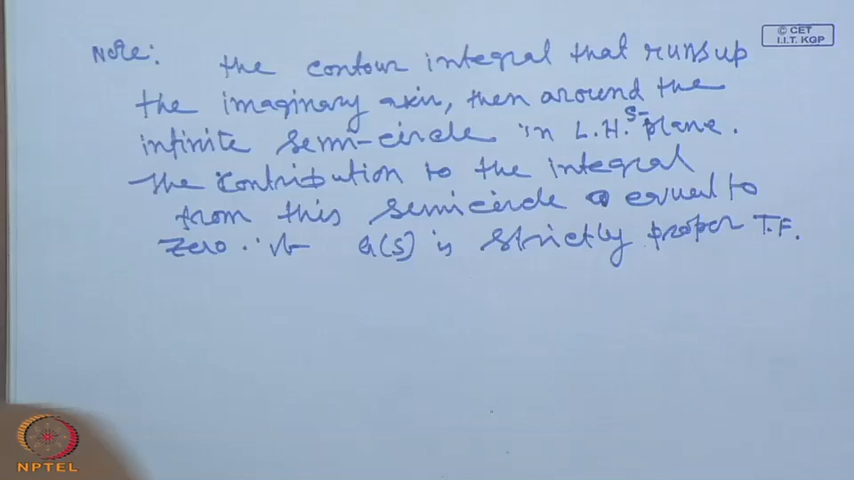 © CET
I.I.T. KGP
Note: the contour integral that runs up
the imaginary axis, then around the
infinite semi-circle in L.H. S-plane.
The contribution to the integral
from this semicircle equal to
zero. if G(s) is strictly proper T.F.
NPTEL